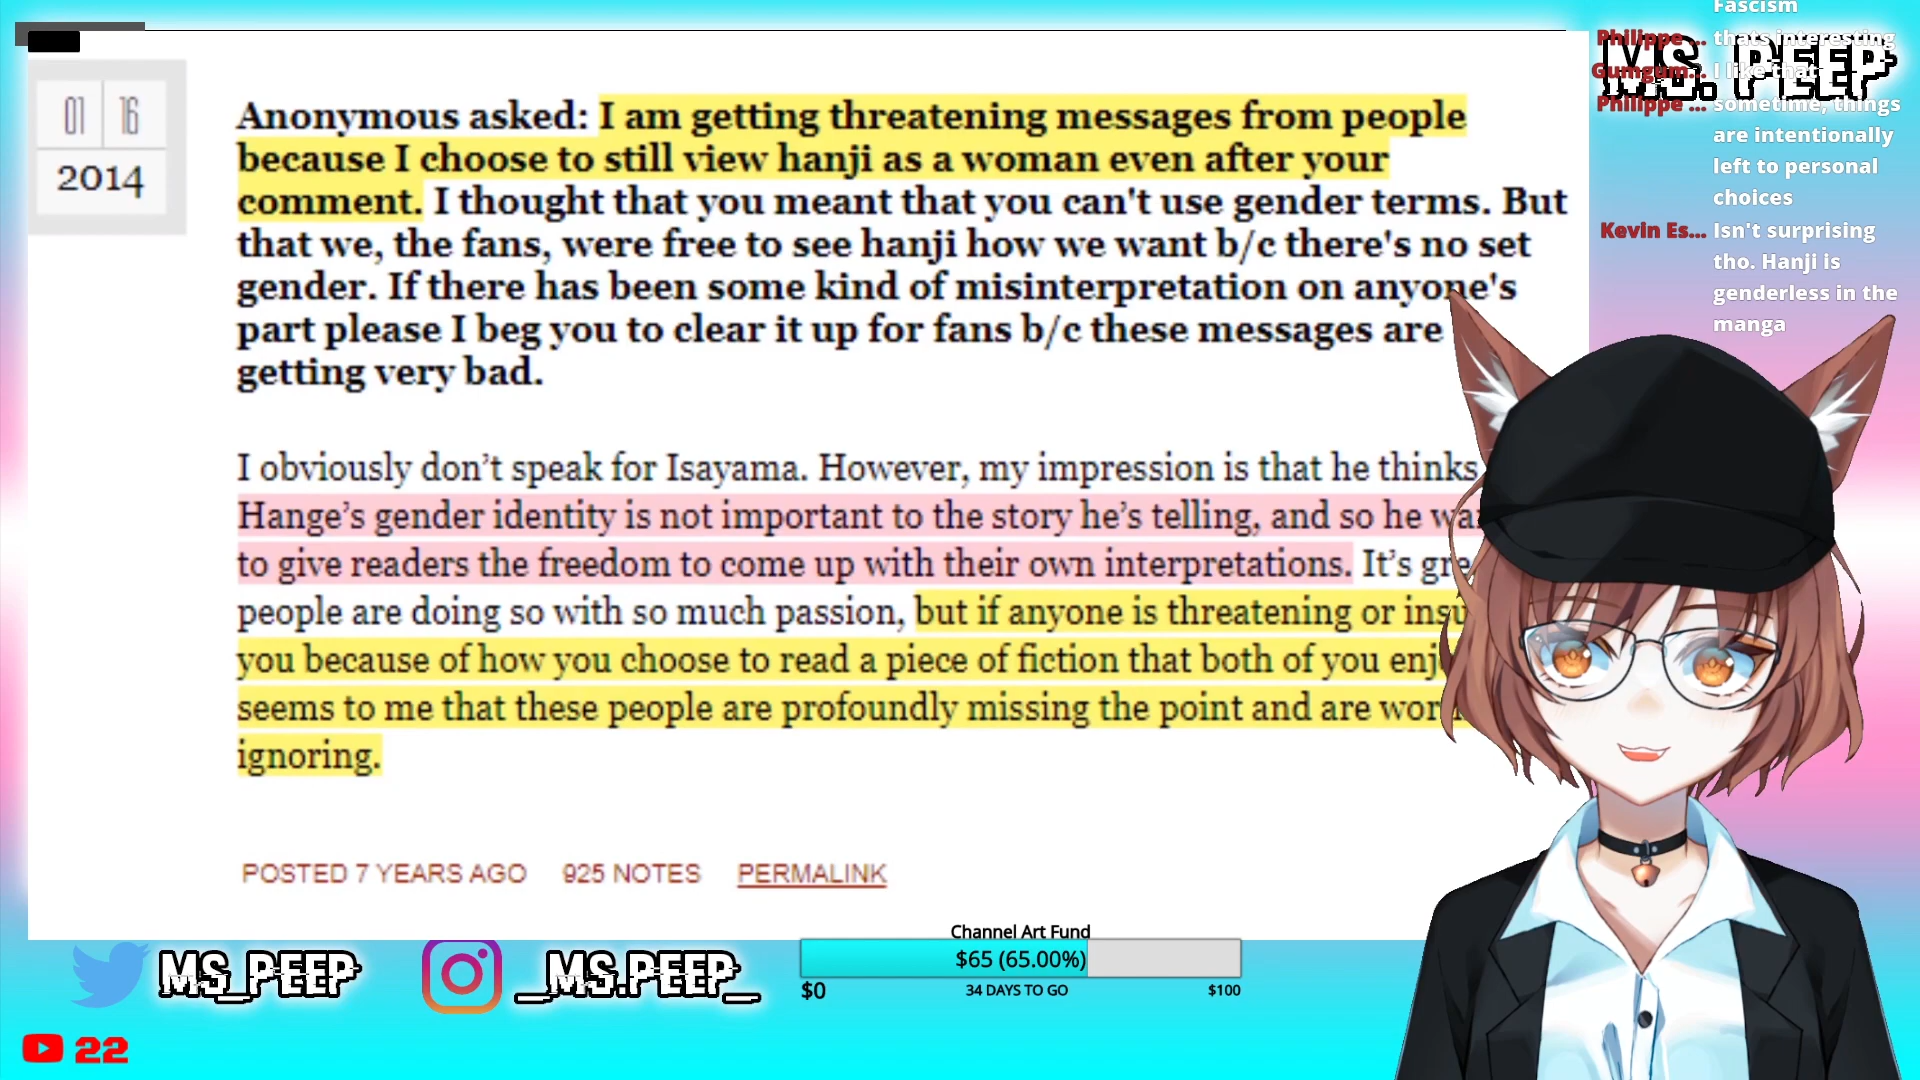 01 16
2014
Anonymous asked: I am getting threatening messages from people
because I choose to still view hanji as a woman even after your
comment. I thought that you meant that you can't use gender terms. But
that we, the fans, were free to see hanji how we want b/c there's no set
gender. If there has been some kind of misinterpretation on anyone's
part please I beg you to clear it up for fans b/c these messages are
getting very bad.
I obviously don’t speak for Isayama. However, my impression is that he thinks
Hange’s gender identity is not important to the story he’s telling, and so he
to give readers the freedom to come up with their own interpretations. It’s
people are doing so with so much passion, but if anyone is threatening or
you because of how you choose to read a piece of fiction that both of you
seems to me that these people are profoundly missing the point and are
ignoring.
POSTED 7 YEARS AGO 925 NOTES PERMALINK
MS. PEEP
Fascism
Philippe ... thats interesting
Gumgum... I like that
Philippe ... sometime, things
are intentionally
left to personal
choices
Kevin Es... Isn't surprising
tho. Hanji is
genderless in the
manga
MS_PEEP
_MS.PEEP_
Channel Art Fund
$65 (65.00%)
$0 34 DAYS TO GO $100
22